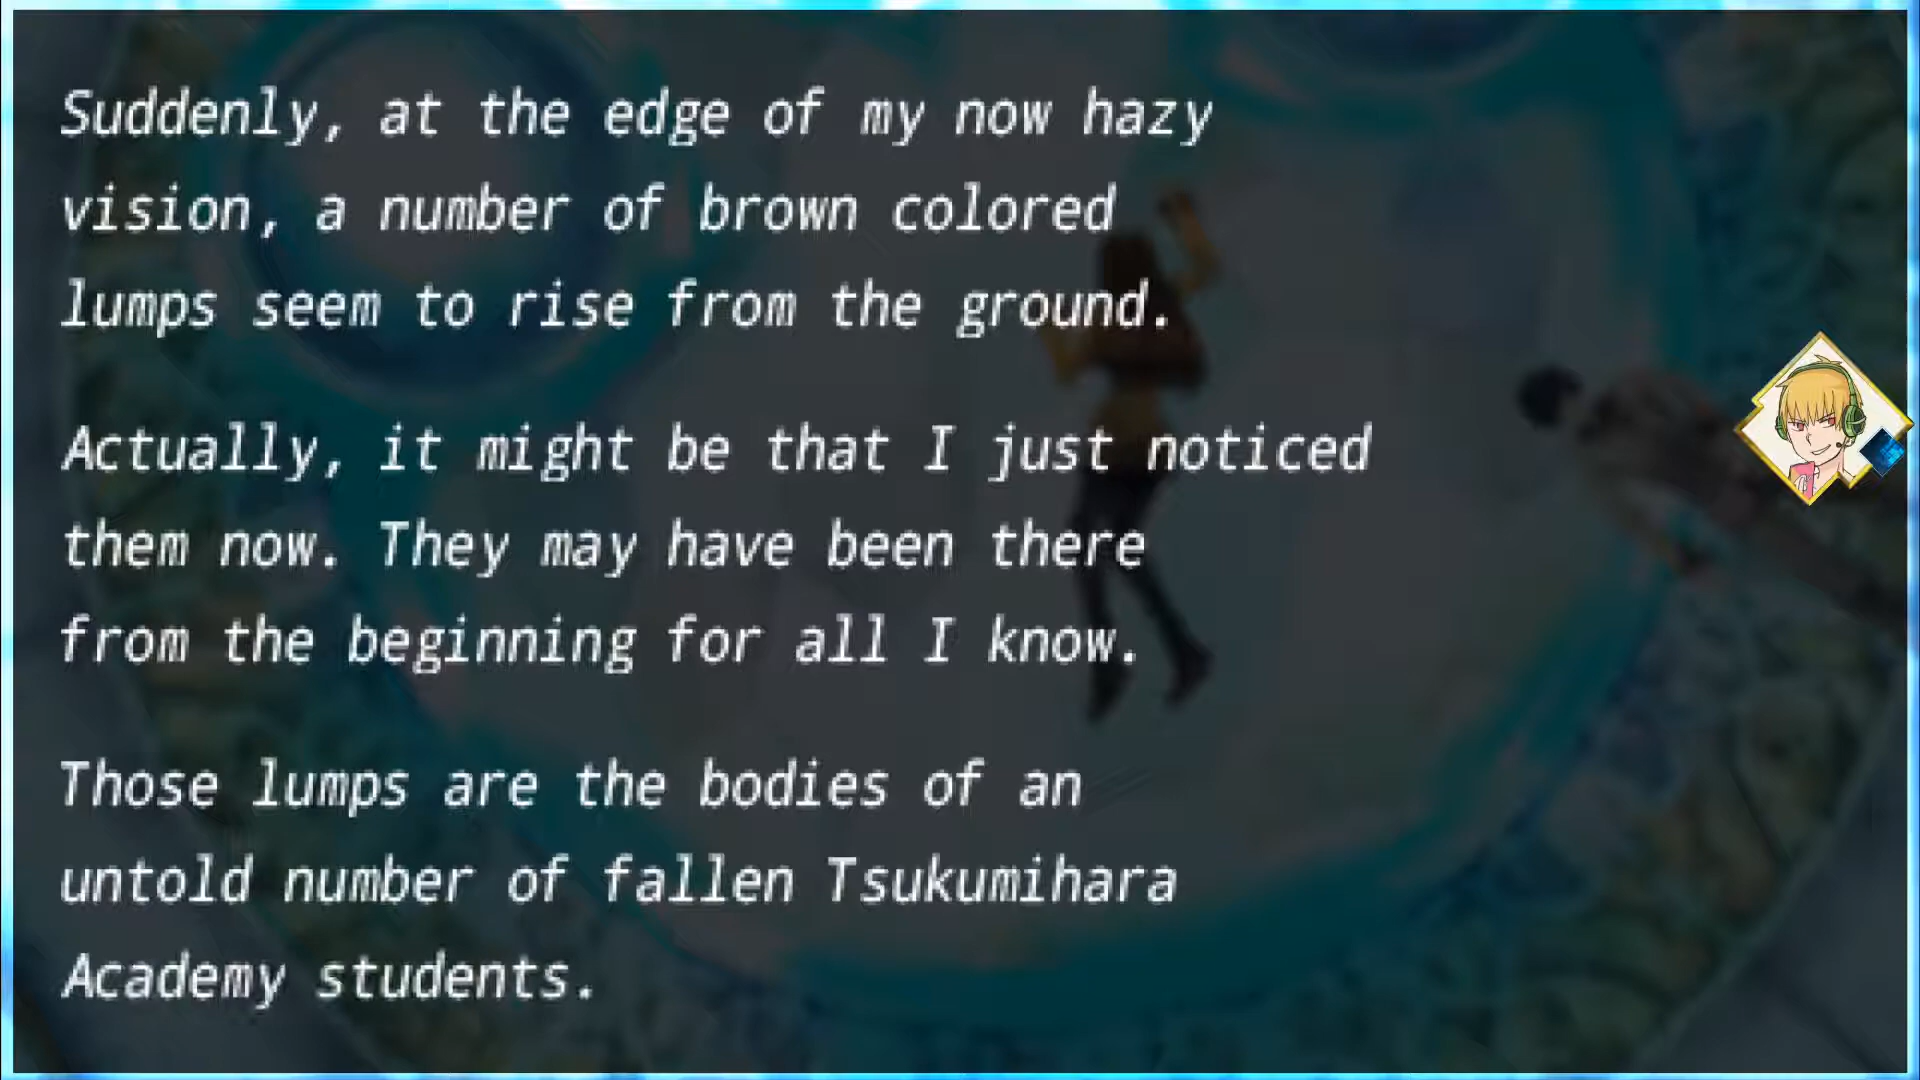 Suddenly, at the edge of my now hazy
vision, a number of brown colored
lumps seem to rise from the ground.
Actually, it might be that I just noticed
them now. They may have been there
from the beginning for all I know.
Those lumps are the bodies of an
untold number of fallen Tsukumihara
Academy students.